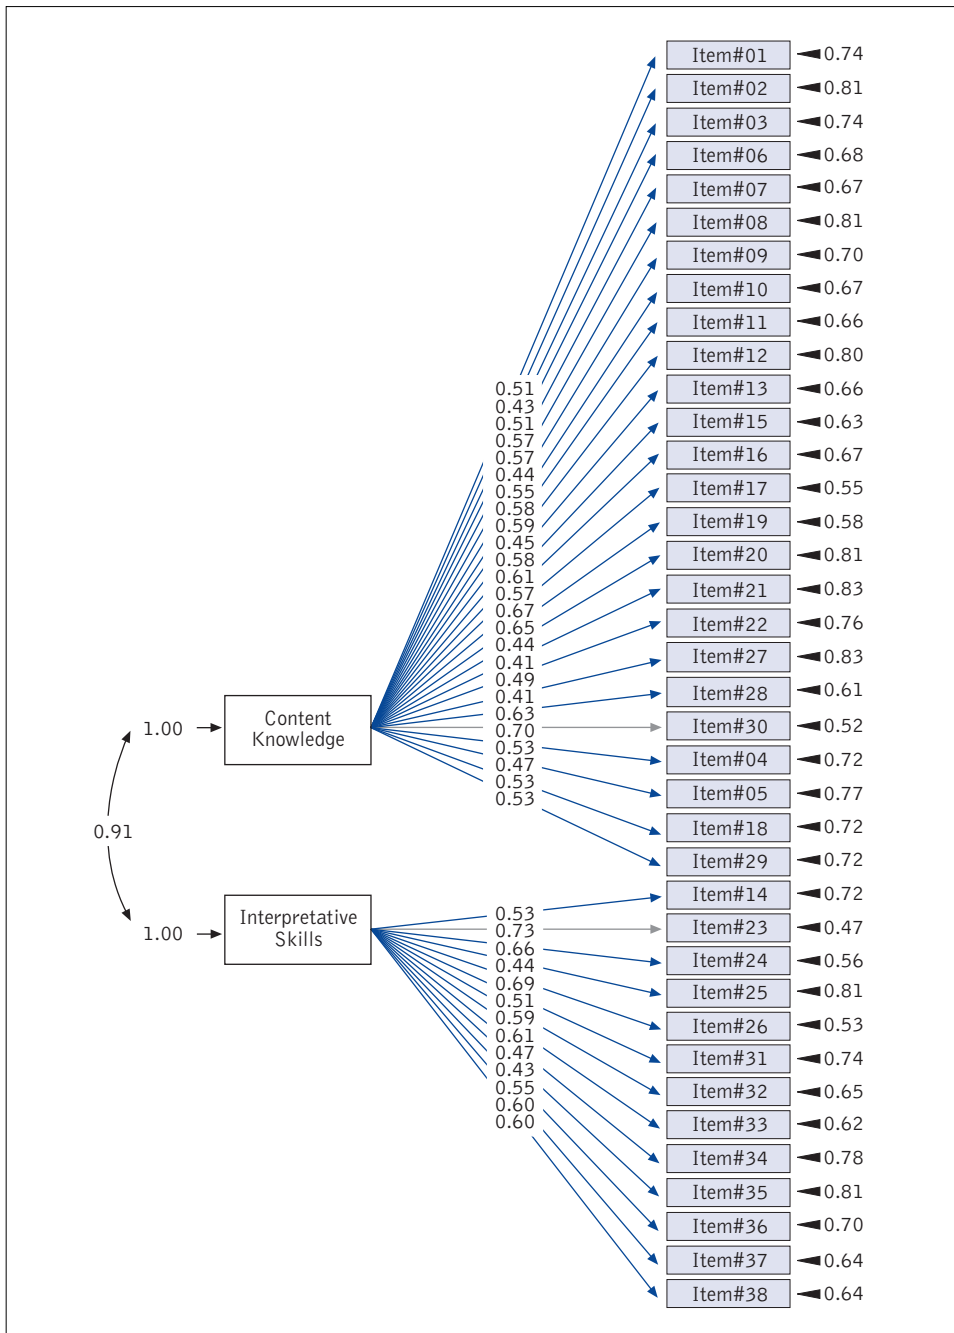 Item#01 0.74
Item#02 0.81
Item#03 0.74
Item#06 0.68
Item#07 0.67
Item#08 0.81
Item#09 0.70
Item#10 0.67
Item#11 0.66
Item#12 0.80
Item#13 0.66
Item#15 0.63
Item#16 0.67
Item#17 0.55
Item#19 0.58
Item#20 0.81
Item#21 0.83
Item#22 0.76
Item#27 0.83
Item#28 0.61
Item#30 0.52
Item#04 0.72
Item#05 0.77
Item#18 0.72
Item#29 0.72
Item#14 0.72
Item#23 0.47
Item#24 0.56
Item#25 0.81
Item#26 0.53
Item#31 0.74
Item#32 0.65
Item#33 0.62
Item#34 0.78
Item#35 0.81
Item#36 0.70
Item#37 0.64
Item#38 0.64
0.51
0.43
0.51
0.57
0.57
0.44
0.55
0.58
0.59
0.45
0.58
0.61
0.57
0.67
0.65
0.44
0.41
0.49
0.41
0.63
0.70
0.53
0.47
0.53
0.53
1.00
Content
Knowledge
0.91
1.00
Interpretative
Skills
0.53
0.73
0.66
0.44
0.69
0.51
0.59
0.61
0.47
0.43
0.55
0.60
0.60